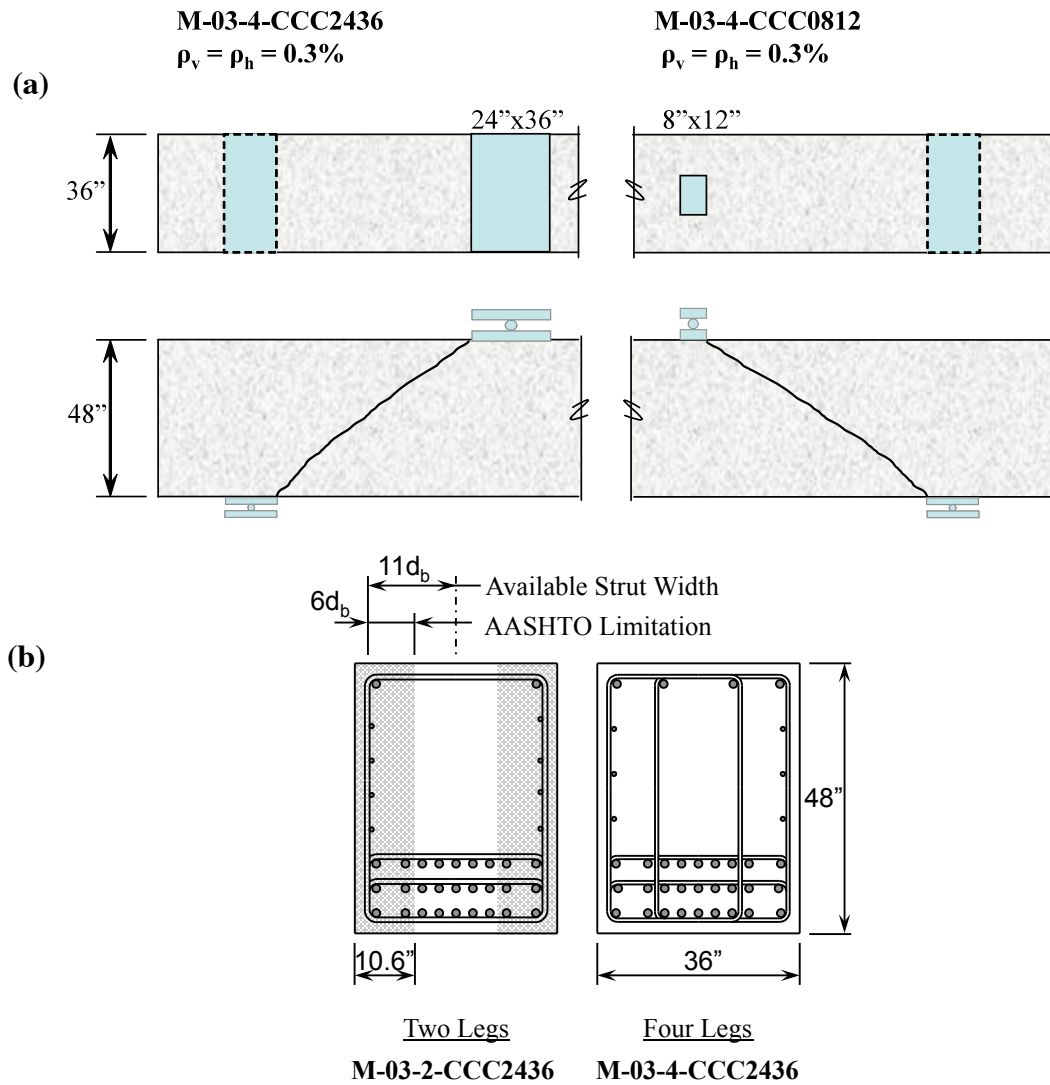 M-03-4-CCC2436
ρv = ρh = 0.3%
M-03-4-CCC0812
ρv = ρh = 0.3%
(a)
24”x36”
8”x12”
36”
48”
11db
Available Strut Width
6db
AASHTO Limitation
(b)
48”
10.6”
36”
Two Legs
Four Legs
M-03-2-CCC2436
M-03-4-CCC2436